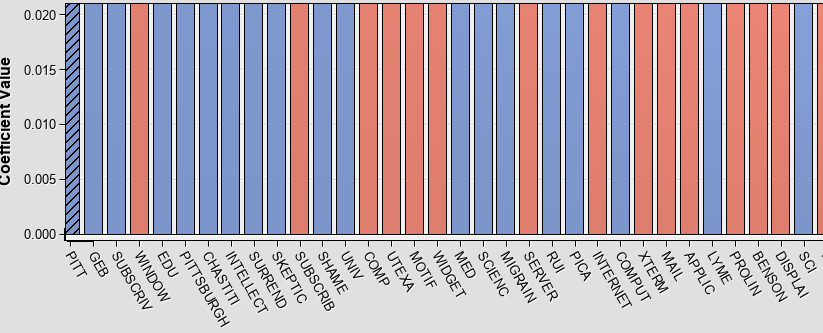 0.020
0.015
0.010
0.005
0.000
Coefficient Value
PITT
GEB
SUBSCRIV
WINDOW
EDU
PITTSBURGH
CHASTITI
INTELLECT
SURREND
SKEPTIC
SUBSCRIB
SHAME
UNIV
COMP
UTEXA
MOTIF
WIDGET
MED
SCIENC
MIGRAIN
SERVER
RUI
PICA
INTERNET
COMPUT
XTERM
MAIL
APPLIC
LYME
PROLIN
BENSON
DISPLAI
SCI